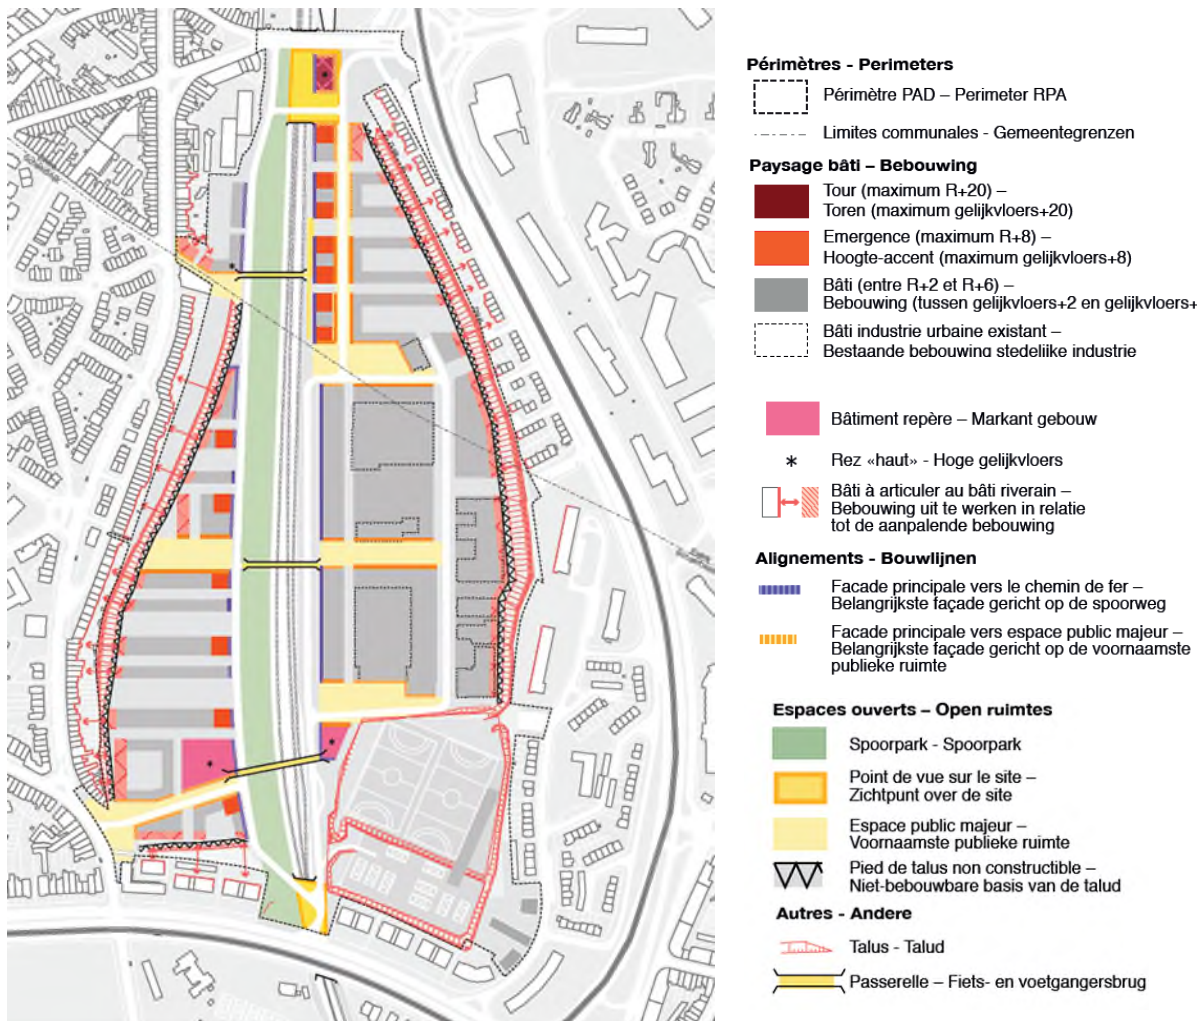 Périmètres - Perimeters
Périmètre PAD – Perimeter RPA
Limites communales - Gemeentegrenzen
Paysage bâti – Bebouwing
Tour (maximum R+20) –
Toren (maximum gelijkvloers+20)
Emergence (maximum R+8) –
Hoogte-accent (maximum gelijkvloers+8)
Bâti (entre R+2 et R+6) –
Bebouwing (tussen gelijkvloers+2 en gelijkvloers+
Bâti industrie urbaine existant –
Bestaande bebouwing stedelijke industrie
Bâtiment repère – Markant gebouw
Rez «haut» - Hoge gelijkvloers
Bâti à articuler au bâti riverain –
Bebouwing uit te werken in relatie
tot de aanpalende bebouwing
Alignements - Bouwlijnen
Facade principale vers le chemin de fer –
Belangrijkste façade gericht op de spoorweg
Facade principale vers espace public majeur –
Belangrijkste façade gericht op de voornaamste
publieke ruimte
Espaces ouverts – Open ruimtes
Spoorpark - Spoorpark
Point de vue sur le site –
Zichtpunt over de site
Espace public majeur –
Voornaamste publieke ruimte
Pied de talus non constructible –
Niet-bebouwbare basis van de talud
Autres - Andere
Talus - Talud
Passerelle – Fiets- en voetgangersbrug